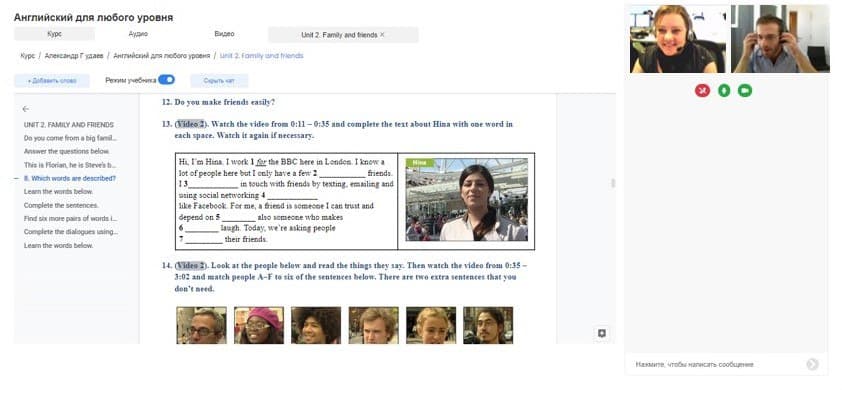 Английский для любого уровня
Курс
Аудио
Видео
Unit 2. Family and friends ×
Курс / Александр Гудаев / Английский для любого уровня / Unit 2. Family and friends
+ Добавить слово
Режим учебника
Скрыть чат
←
UNIT 2. FAMILY AND FRIENDS
Do you come from a big famil...
Answer the questions below.
This is Florian, he is Steve's b...
8. Which words are described?
Learn the words below.
Complete the sentences.
Find six more pairs of words i...
Complete the dialogues using...
Learn the words below.
12. Do you make friends easily?
13. (Video 2). Watch the video from 0:11 – 0:35 and complete the text about Hina with one word in
each space. Watch it again if necessary.
Hi, I'm Hina. I work 1 for the BBC here in London. I know a
lot of people here but I only have a few 2____________ friends.
I 3_____________ in touch with friends by texting, emailing and
using social networking 4 _____________
like Facebook. For me, a friend is someone I can trust and
depend on 5 _________ also someone who makes
6 _________ laugh. Today, we're asking people
7 __________ their friends.
Hina
14. (Video 2). Look at the people below and read the things they say. Then watch the video from 0:35 –
3:02 and match people A–F to six of the sentences below. There are two extra sentences that you
don't need.
Нажмите, чтобы написать сообщение